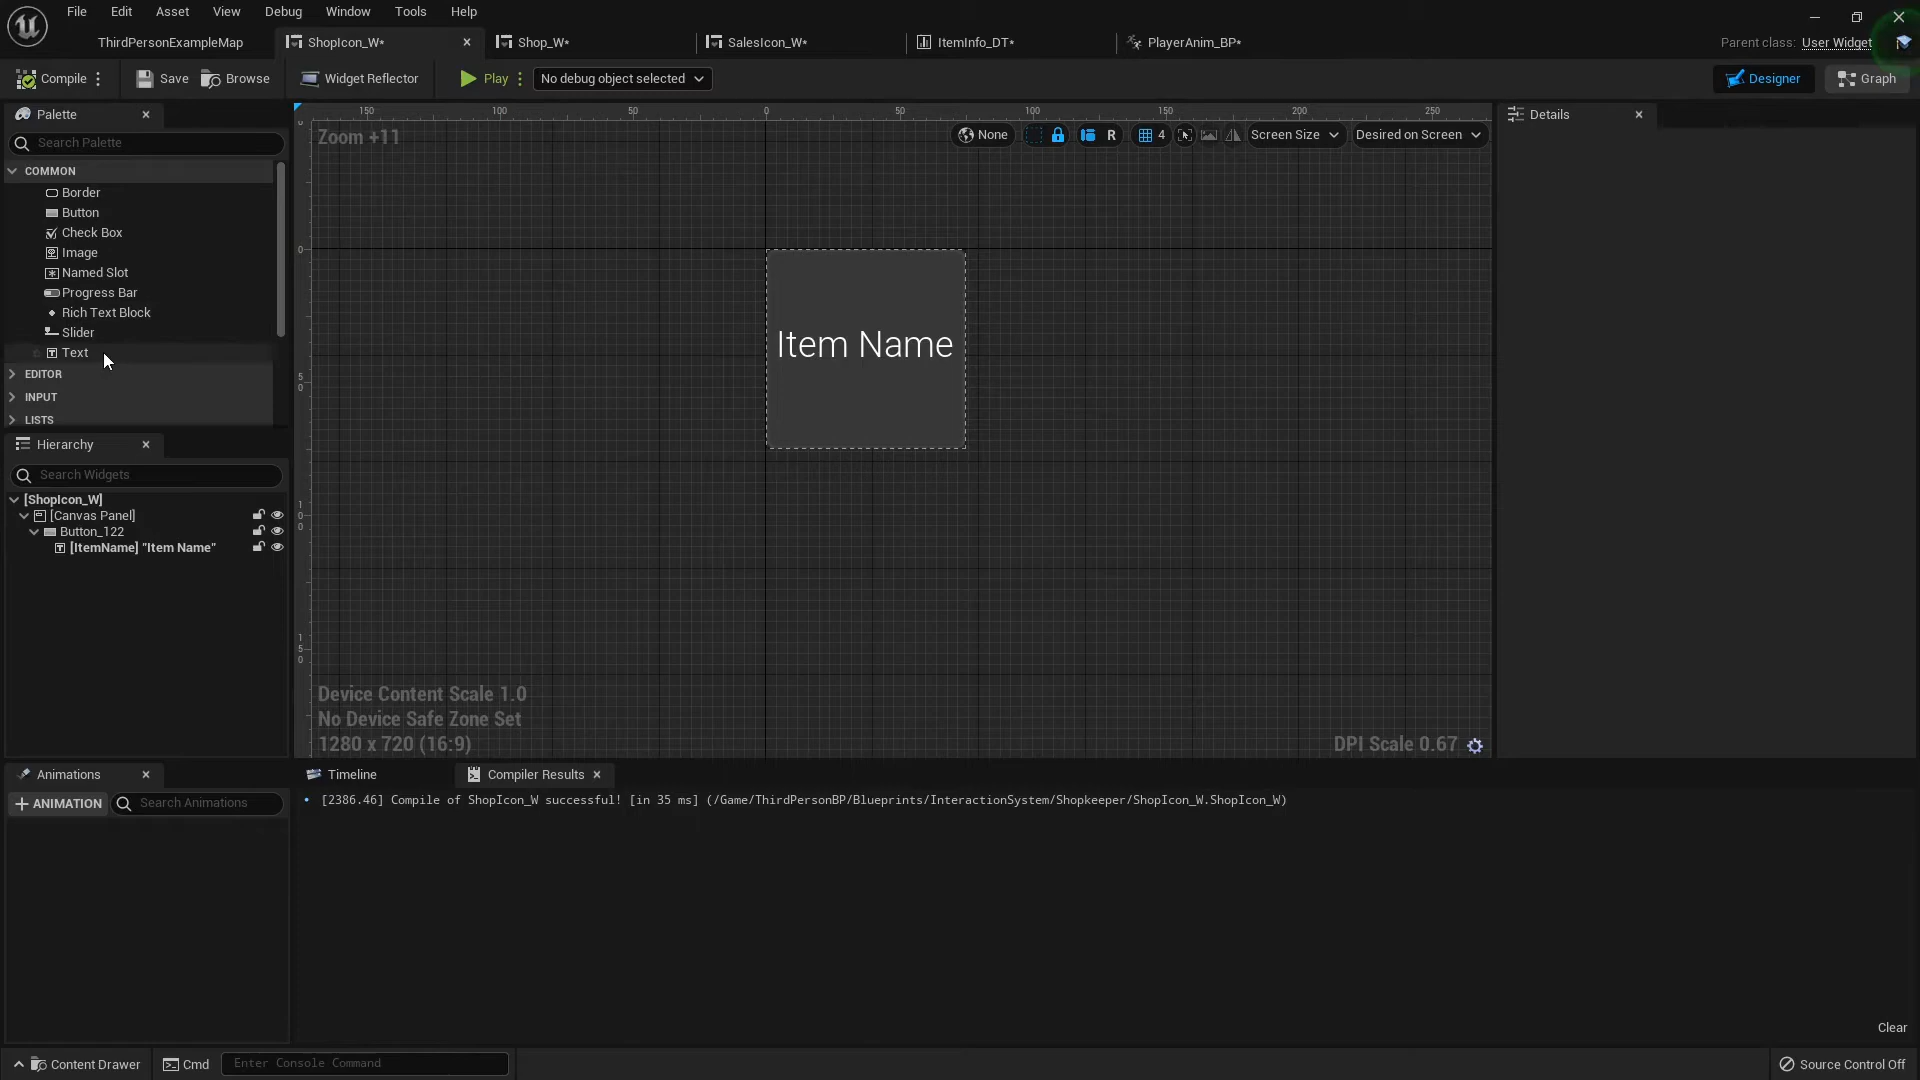 File Edit Asset View Debug Window Tools Help
ThirdPersonExampleMap ShopIcon_W* Shop_W* SalesIcon_W* ItemInfo_DT* PlayerAnim_BP* Parent class: User Widget
Compile Save Browse Widget Reflector Play No debug object selected Designer Graph
Palette
Search Palette
COMMON
Border
Button
Check Box
Image
Named Slot
Progress Bar
Rich Text Block
Slider
Text
EDITOR
INPUT
LISTS
Hierarchy
Search Widgets
[ShopIcon_W]
[Canvas Panel]
Button_122
[ItemName] "Item Name"
150 100 50 0 50 100 150 200 250
Zoom +11
None R 4 Screen Size Desired on Screen
0
50
100
150
Item Name
Device Content Scale 1.0
No Device Safe Zone Set
1280 x 720 (16:9)
DPI Scale 0.67
Details
Animations
ANIMATION Search Animations
Timeline Compiler Results
[2386.46] Compile of ShopIcon_W successful! [in 35 ms] (/Game/ThirdPersonBP/Blueprints/InteractionSystem/Shopkeeper/ShopIcon_W.ShopIcon_W)
Clear
Content Drawer Cmd Enter Console Command Source Control Off